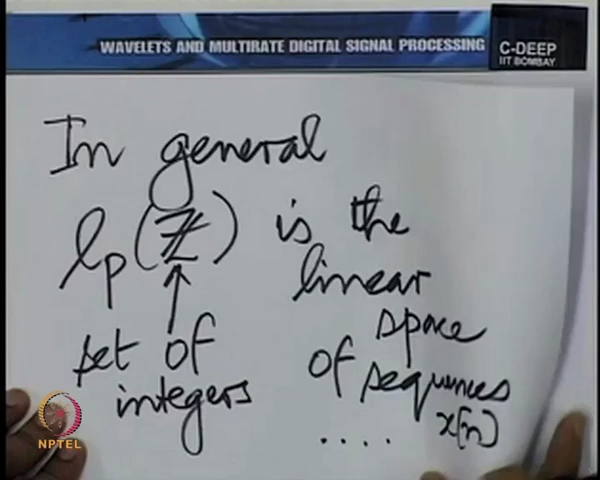 WAVELETS AND MULTIRATE DIGITAL SIGNAL PROCESSING
C-DEEP
IIT BOMBAY
In general
lp(ℤ) is the
linear
space
of sequences
x[n]
....
↑
set of
integers
NPTEL